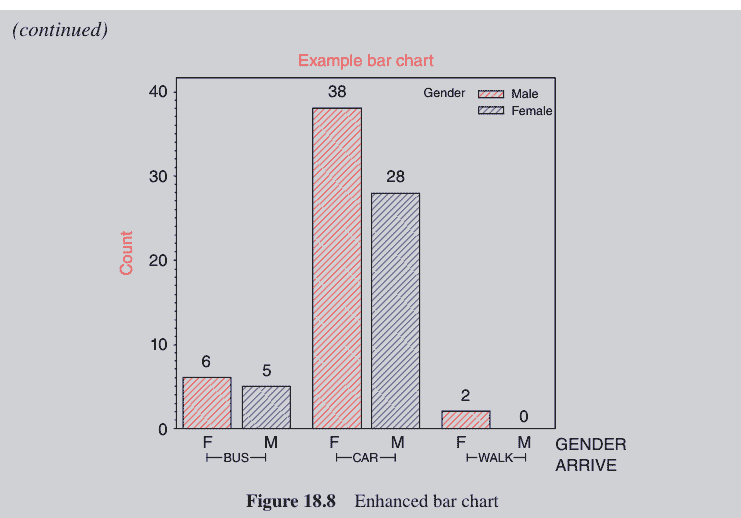 (continued)
Example bar chart
Gender Male
Female
40
30
20
10
0
Count
38
28
6
5
2
0
F M F M F M GENDER
BUS CAR WALK ARRIVE
Figure 18.8 Enhanced bar chart